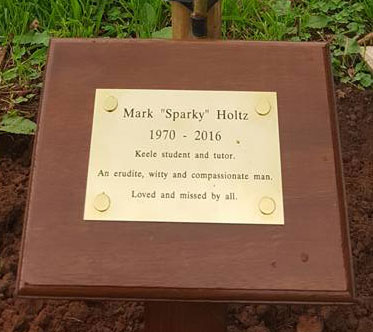 Mark "Sparky" Holtz
1970 - 2016
Keele student and tutor.
An erudite, witty and compassionate man.
Loved and missed by all.